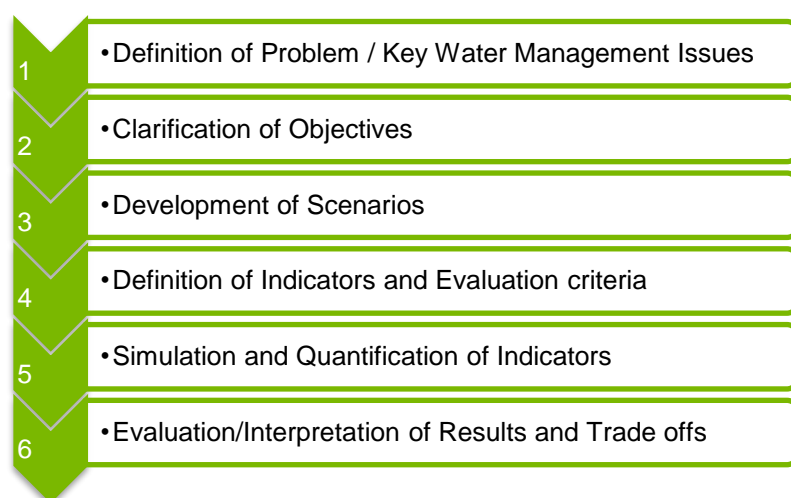 1
•Definition of Problem / Key Water Management Issues
2
•Clarification of Objectives
3
•Development of Scenarios
4
•Definition of Indicators and Evaluation criteria
5
•Simulation and Quantification of Indicators
6
•Evaluation/Interpretation of Results and Trade offs